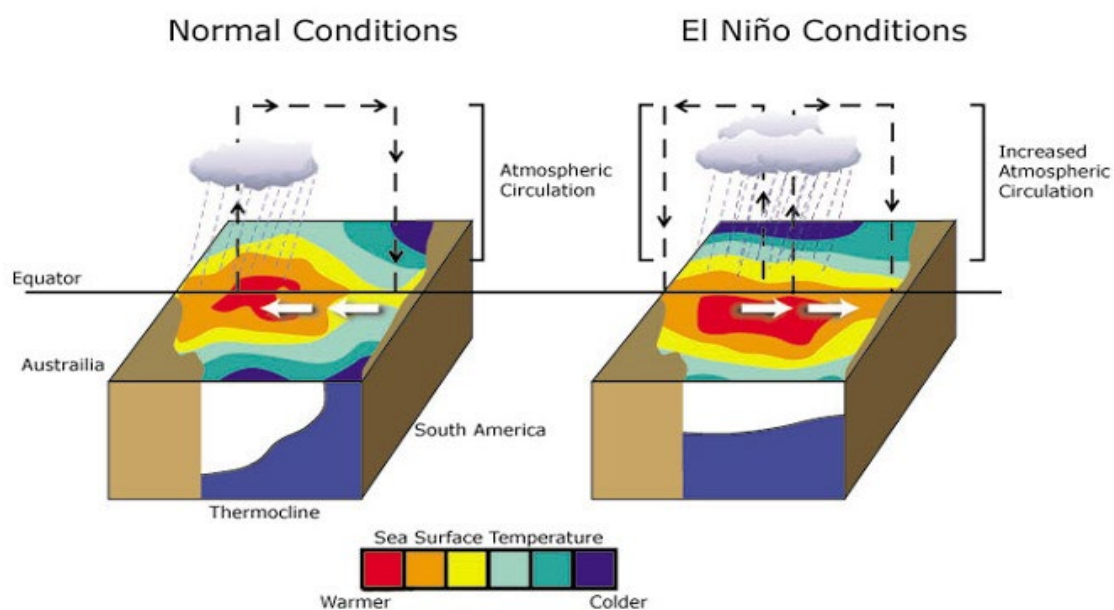 Normal Conditions
El Niño Conditions
Atmospheric
Circulation
Increased
Atmospheric
Circulation
Equator
Austrailia
South America
Thermocline
Sea Surface Temperature
Warmer
Colder